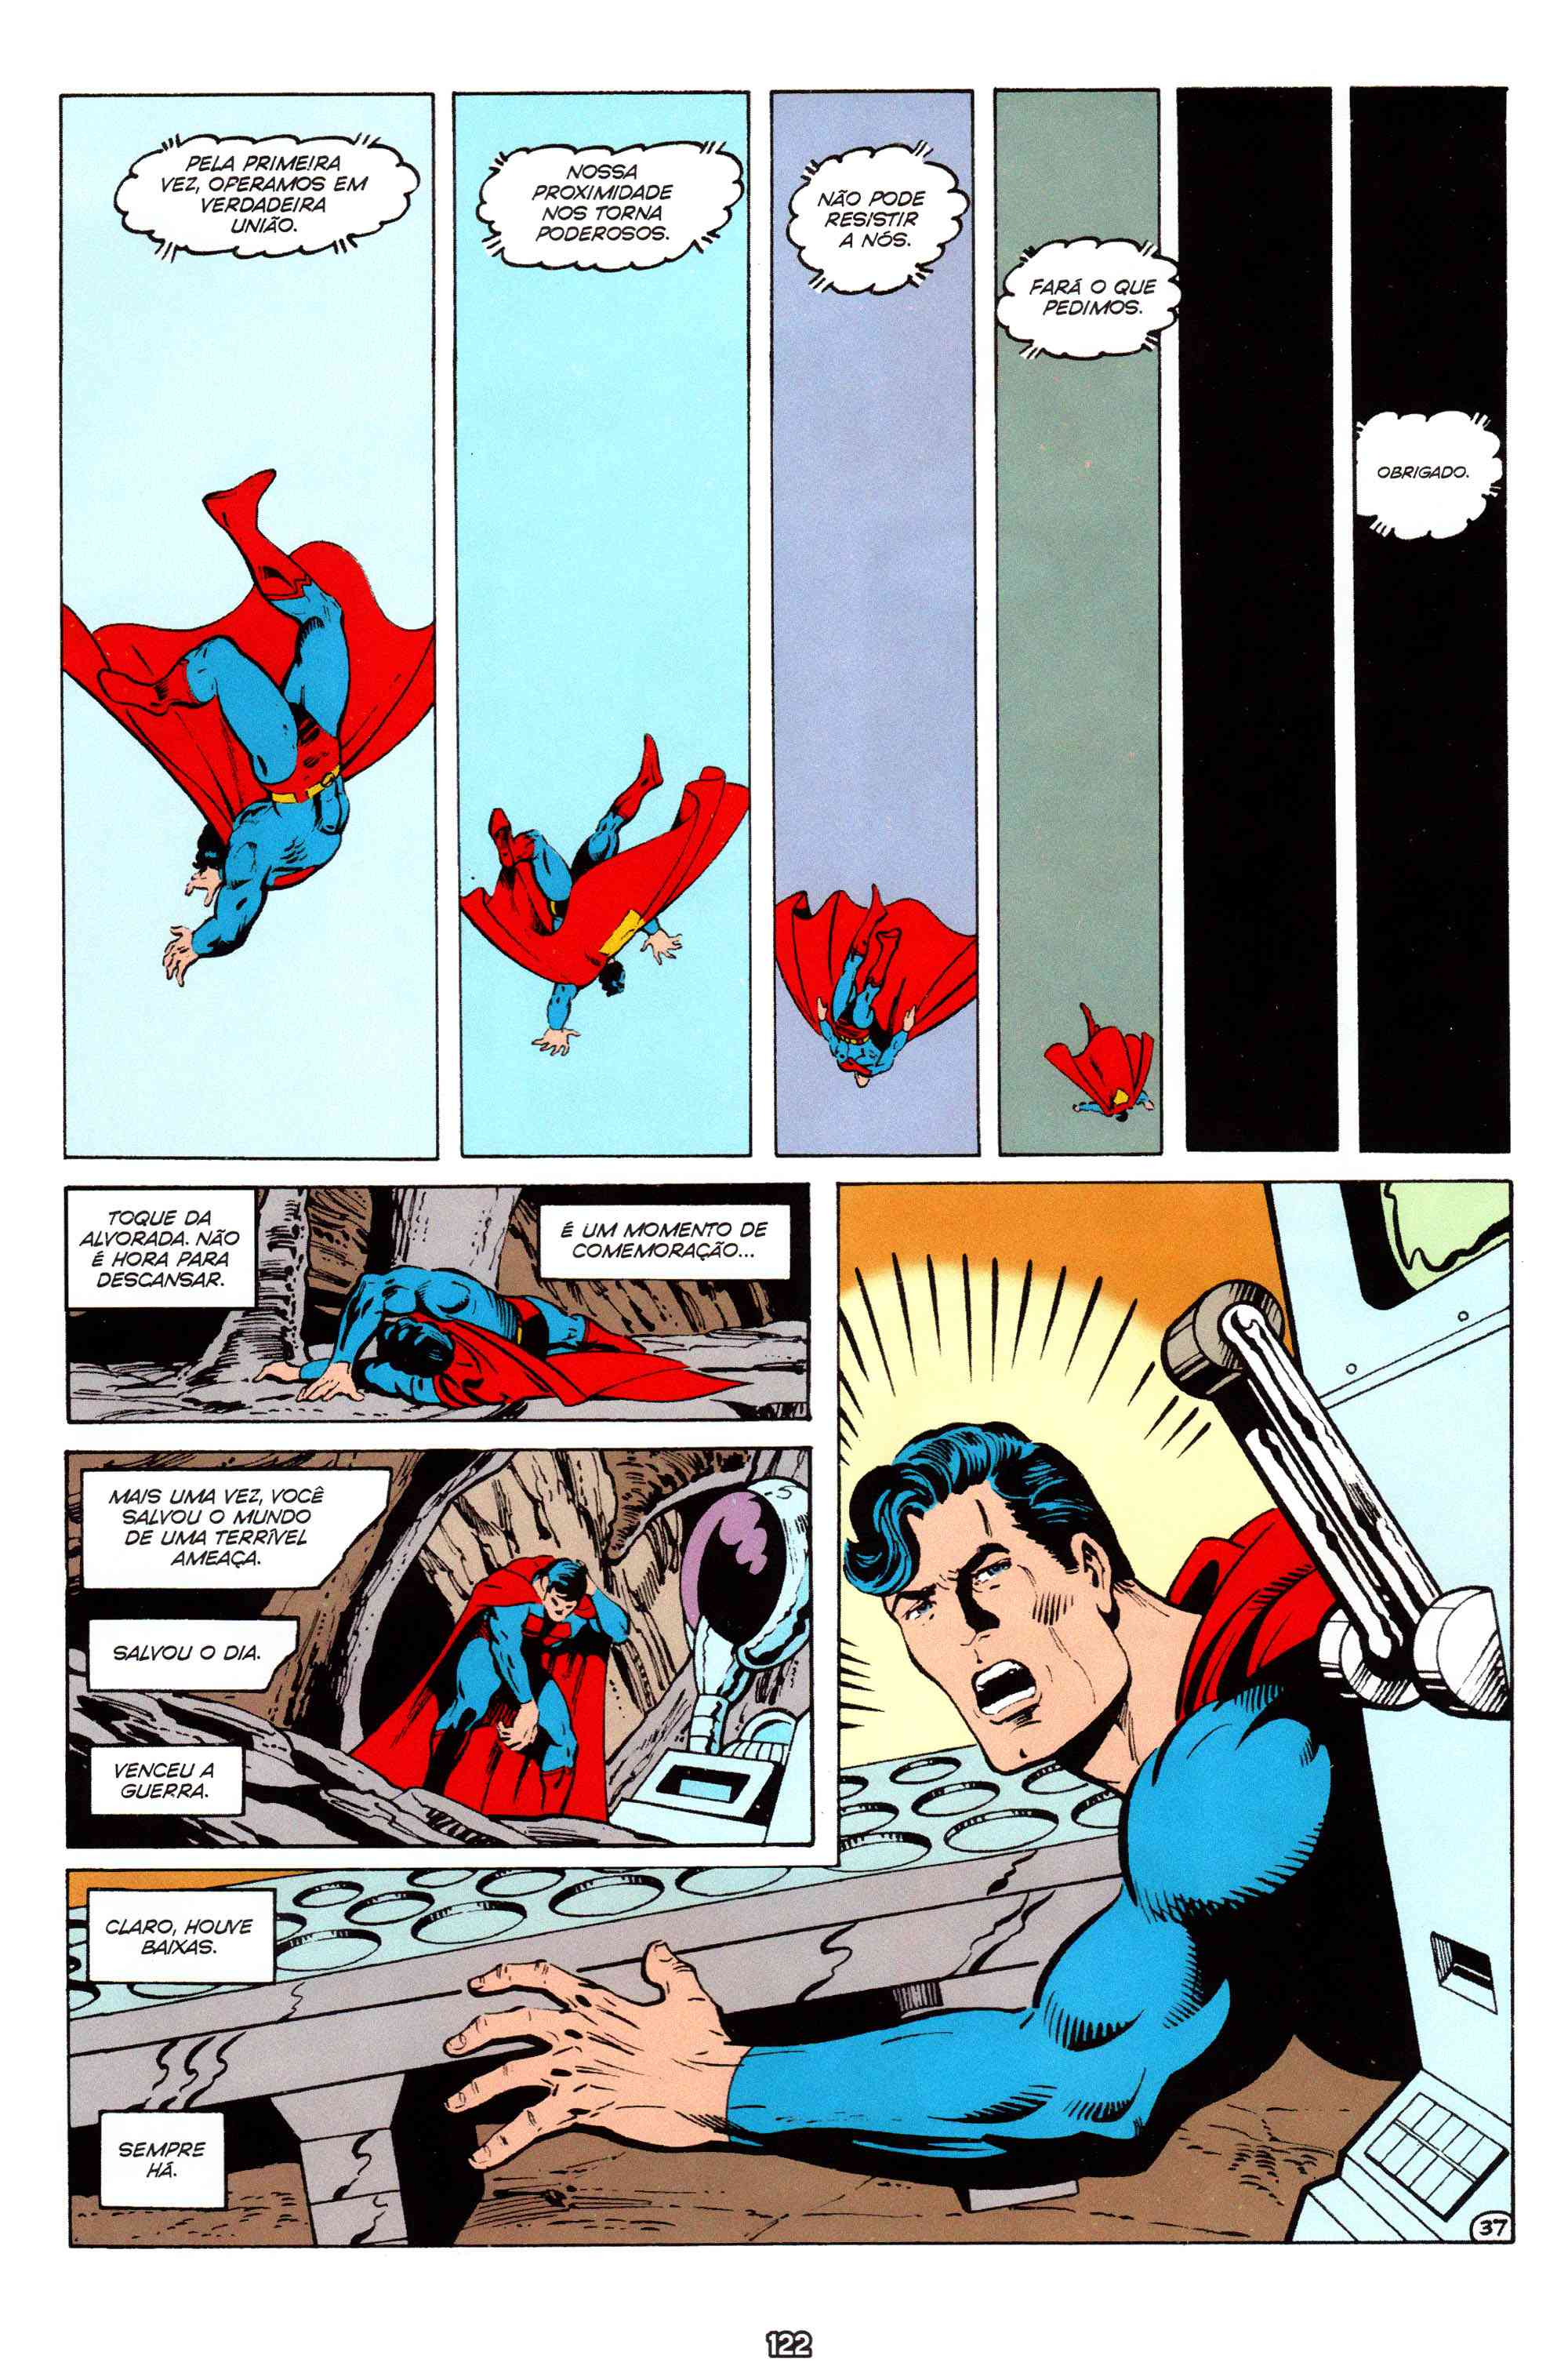 PELA PRIMEIRA
VEZ, OPERAMOS EM
VERDADEIRA
UNIÃO.
NOSSA
PROXIMIDADE
NOS TORNA
PODEROSOS.
NÃO PODE
RESISTIR
A NÓS.
FARÁ O QUE
PEDIMOS.
OBRIGADO.
TOQUE DA
ALVORADA. NÃO
É HORA PARA
DESCANSAR.
É UM MOMENTO DE
COMEMORAÇÃO...
MAIS UMA VEZ, VOCÊ
SALVOU O MUNDO
DE UMA TERRÍVEL
AMEAÇA.
SALVOU O DIA.
VENCEU A
GUERRA.
CLARO, HOUVE
BAIXAS.
SEMPRE
HÁ.
37
122